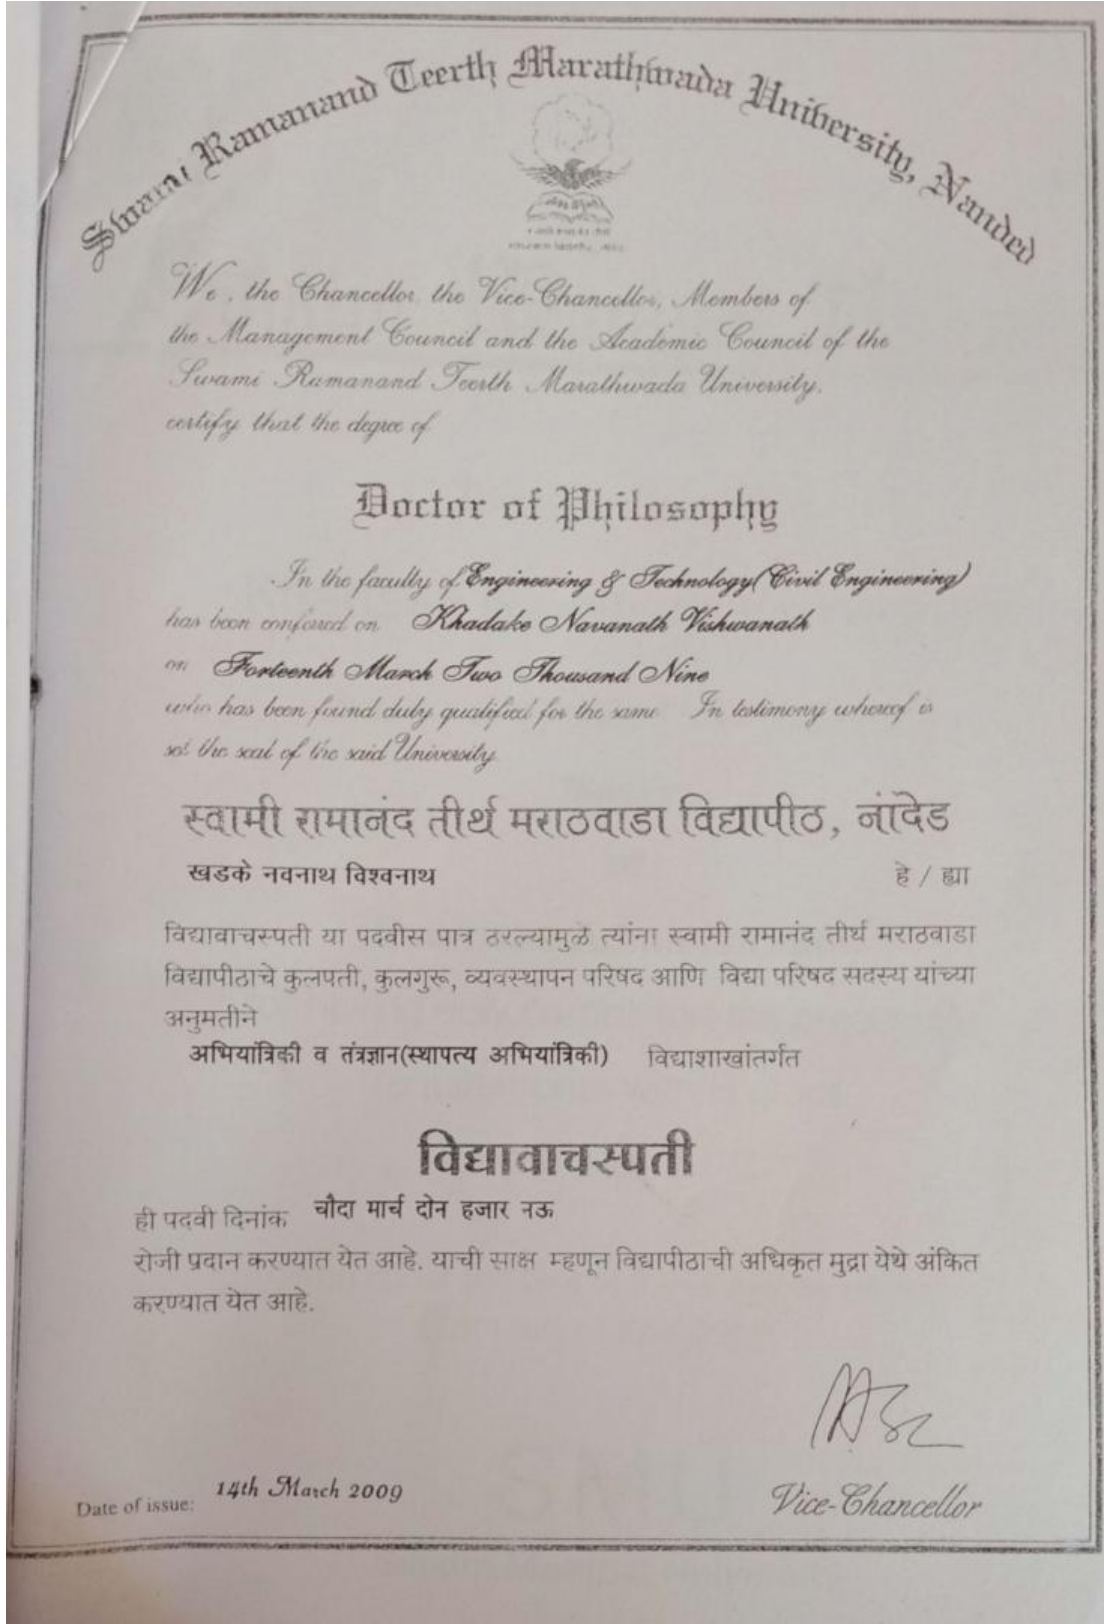 Swami Ramanand Teerth Marathwada University, Nanded
We, the Chancellor, the Vice-Chancellor, Members of
the Management Council and the Academic Council of the
Swami Ramanand Teerth Marathwada University,
certify that the degree of
Doctor of Philosophy
In the faculty of Engineering & Technology(Civil Engineering)
has been conferred on Khadake Navanath Vishwanath
on Forteenth March Two Thousand Nine
who has been found duly qualified for the same In testimony whereof is
set the seal of the said University.
स्वामी रामानंद तीर्थ मराठवाडा विद्यापीठ, नांदेड
खडके नवनाथ विश्वनाथ हे / ह्या
विद्यावाचस्पती या पदवीस पात्र ठरल्यामुळे त्यांना स्वामी रामानंद तीर्थ मराठवाडा
विद्यापीठाचे कुलपती, कुलगुरू, व्यवस्थापन परिषद आणि विद्या परिषद सदस्य यांच्या
अनुमतीने
अभियांत्रिकी व तंत्रज्ञान(स्थापत्य अभियांत्रिकी) विद्याशाखांतर्गत
विद्यावाचस्पती
ही पदवी दिनांक चौदा मार्च दोन हजार नऊ
रोजी प्रदान करण्यात येत आहे. याची साक्ष म्हणून विद्यापीठाची अधिकृत मुद्रा येथे अंकित
करण्यात येत आहे.
Date of issue: 14th March 2009
Vice-Chancellor